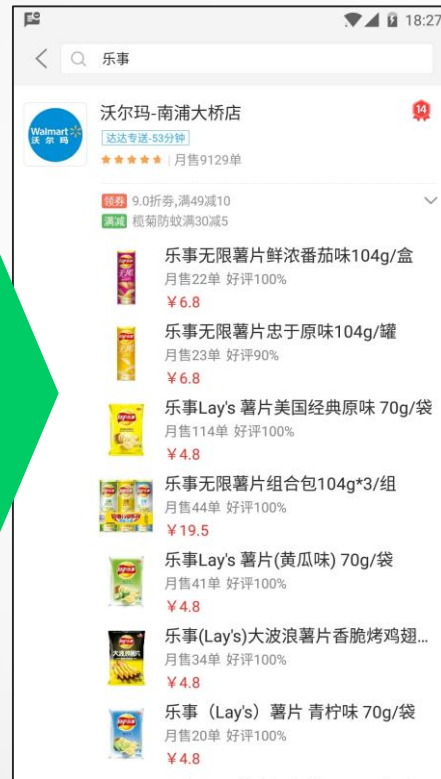 18:27
乐事
Walmart
沃尔玛
沃尔玛-南浦大桥店
14
达达专送-53分钟
月售9129单
领券 9.0折券,满49减10
满减 榄菊防蚊满30减5
乐事无限薯片鲜浓番茄味104g/盒
月售22单 好评100%
￥6.8
乐事无限薯片忠于原味104g/罐
月售23单 好评90%
￥6.8
乐事Lay's 薯片美国经典原味 70g/袋
月售114单 好评100%
￥4.8
乐事无限薯片组合包104g*3/组
月售44单 好评100%
￥19.5
乐事Lay's 薯片(黄瓜味) 70g/袋
月售41单 好评100%
￥4.8
乐事(Lay's)大波浪薯片香脆烤鸡翅...
月售34单 好评100%
￥4.8
乐事（Lay's）薯片 青柠味 70g/袋
月售20单 好评100%
￥4.8